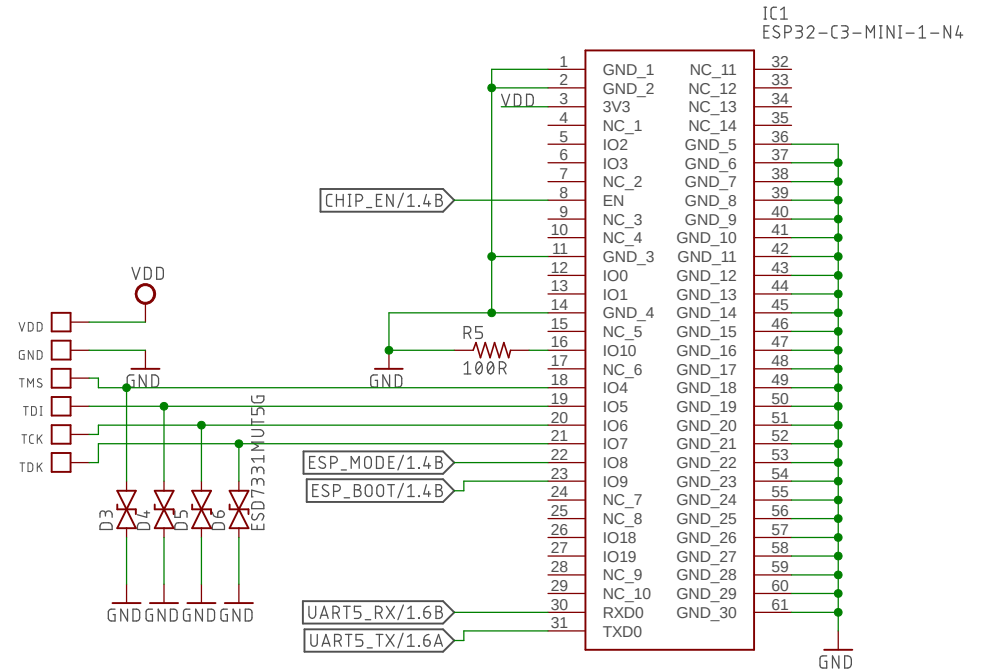 IC1
ESP32-C3-MINI-1-N4
1 GND_1 NC_11 32
2 GND_2 NC_12 33
VDD 3 3V3 NC_13 34
4 NC_1 NC_14 35
5 IO2 GND_5 36
6 IO3 GND_6 37
7 NC_2 GND_7 38
CHIP_EN/1.4B 8 EN GND_8 39
9 NC_3 GND_9 40
10 NC_4 GND_10 41
11 GND_3 GND_11 42
12 IO0 GND_12 43
13 IO1 GND_13 44
14 GND_4 GND_14 45
15 NC_5 GND_15 46
16 IO10 GND_16 47
17 NC_6 GND_17 48
18 IO4 GND_18 49
19 IO5 GND_19 50
20 IO6 GND_20 51
21 IO7 GND_21 52
ESP_MODE/1.4B 22 IO8 GND_22 53
ESP_BOOT/1.4B 23 IO9 GND_23 54
24 NC_7 GND_24 55
25 NC_8 GND_25 56
26 IO18 GND_26 57
27 IO19 GND_27 58
28 NC_9 GND_28 59
29 NC_10 GND_29 60
UART5_RX/1.6B 30 RXD0 GND_30 61
UART5_TX/1.6A 31 TXD0
GND
R5
100R
GND
VDD
VDD
GND
GND
TMS
TDI
TCK
TDK
D3
D4
D5
D6
ESD7331MUT5G
GND GND GND GND